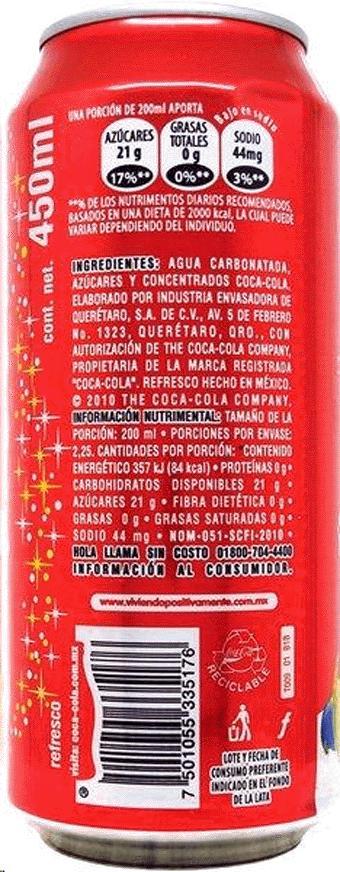 UNA PORCIÓN DE 200ml APORTA
Bajo en sodio
AZÚCARES
21 g
17%**
GRASAS
TOTALES
0 g
0%**
SODIO
44mg
3%**
**% DE LOS NUTRIMENTOS DIARIOS RECOMENDADOS,
BASADOS EN UNA DIETA DE 2000 kcal, LA CUAL PUEDE
VARIAR DEPENDIENDO DEL INDIVIDUO.
cont. net. 450ml
INGREDIENTES: AGUA CARBONATADA,
AZÚCARES Y CONCENTRADOS COCA-COLA.
ELABORADO POR INDUSTRIA ENVASADORA DE
QUERÉTARO, S.A. DE C.V., AV. 5 DE FEBRERO
No. 1323, QUERÉTARO, QRO., CON
AUTORIZACIÓN DE THE COCA-COLA COMPANY,
PROPIETARIA DE LA MARCA REGISTRADA
"COCA-COLA". REFRESCO HECHO EN MÉXICO.
© 2010 THE COCA-COLA COMPANY.
INFORMACIÓN NUTRIMENTAL: TAMAÑO DE LA
PORCIÓN: 200 ml • PORCIONES POR ENVASE:
2,25. CANTIDADES POR PORCIÓN: CONTENIDO
ENERGÉTICO 357 kJ (84 kcal) • PROTEÍNAS 0 g •
CARBOHIDRATOS DISPONIBLES 21 g •
AZÚCARES 21 g • FIBRA DIETÉTICA 0 g •
GRASAS 0 g • GRASAS SATURADAS 0 g •
SODIO 44 mg • NOM-051-SCFI-2010 •
HOLA LLAMA SIN COSTO 01800-704-4400
INFORMACIÓN AL CONSUMIDOR.
www.viviendopositivamente.com.mx
refresco
visita: coca-cola.com.mx
®
7 501055 335176
Coca-Cola
RECICLABLE
T009 01 B1B
LOTE Y FECHA DE
CONSUMO PREFERENTE
INDICADO EN EL FONDO
DE LA LATA